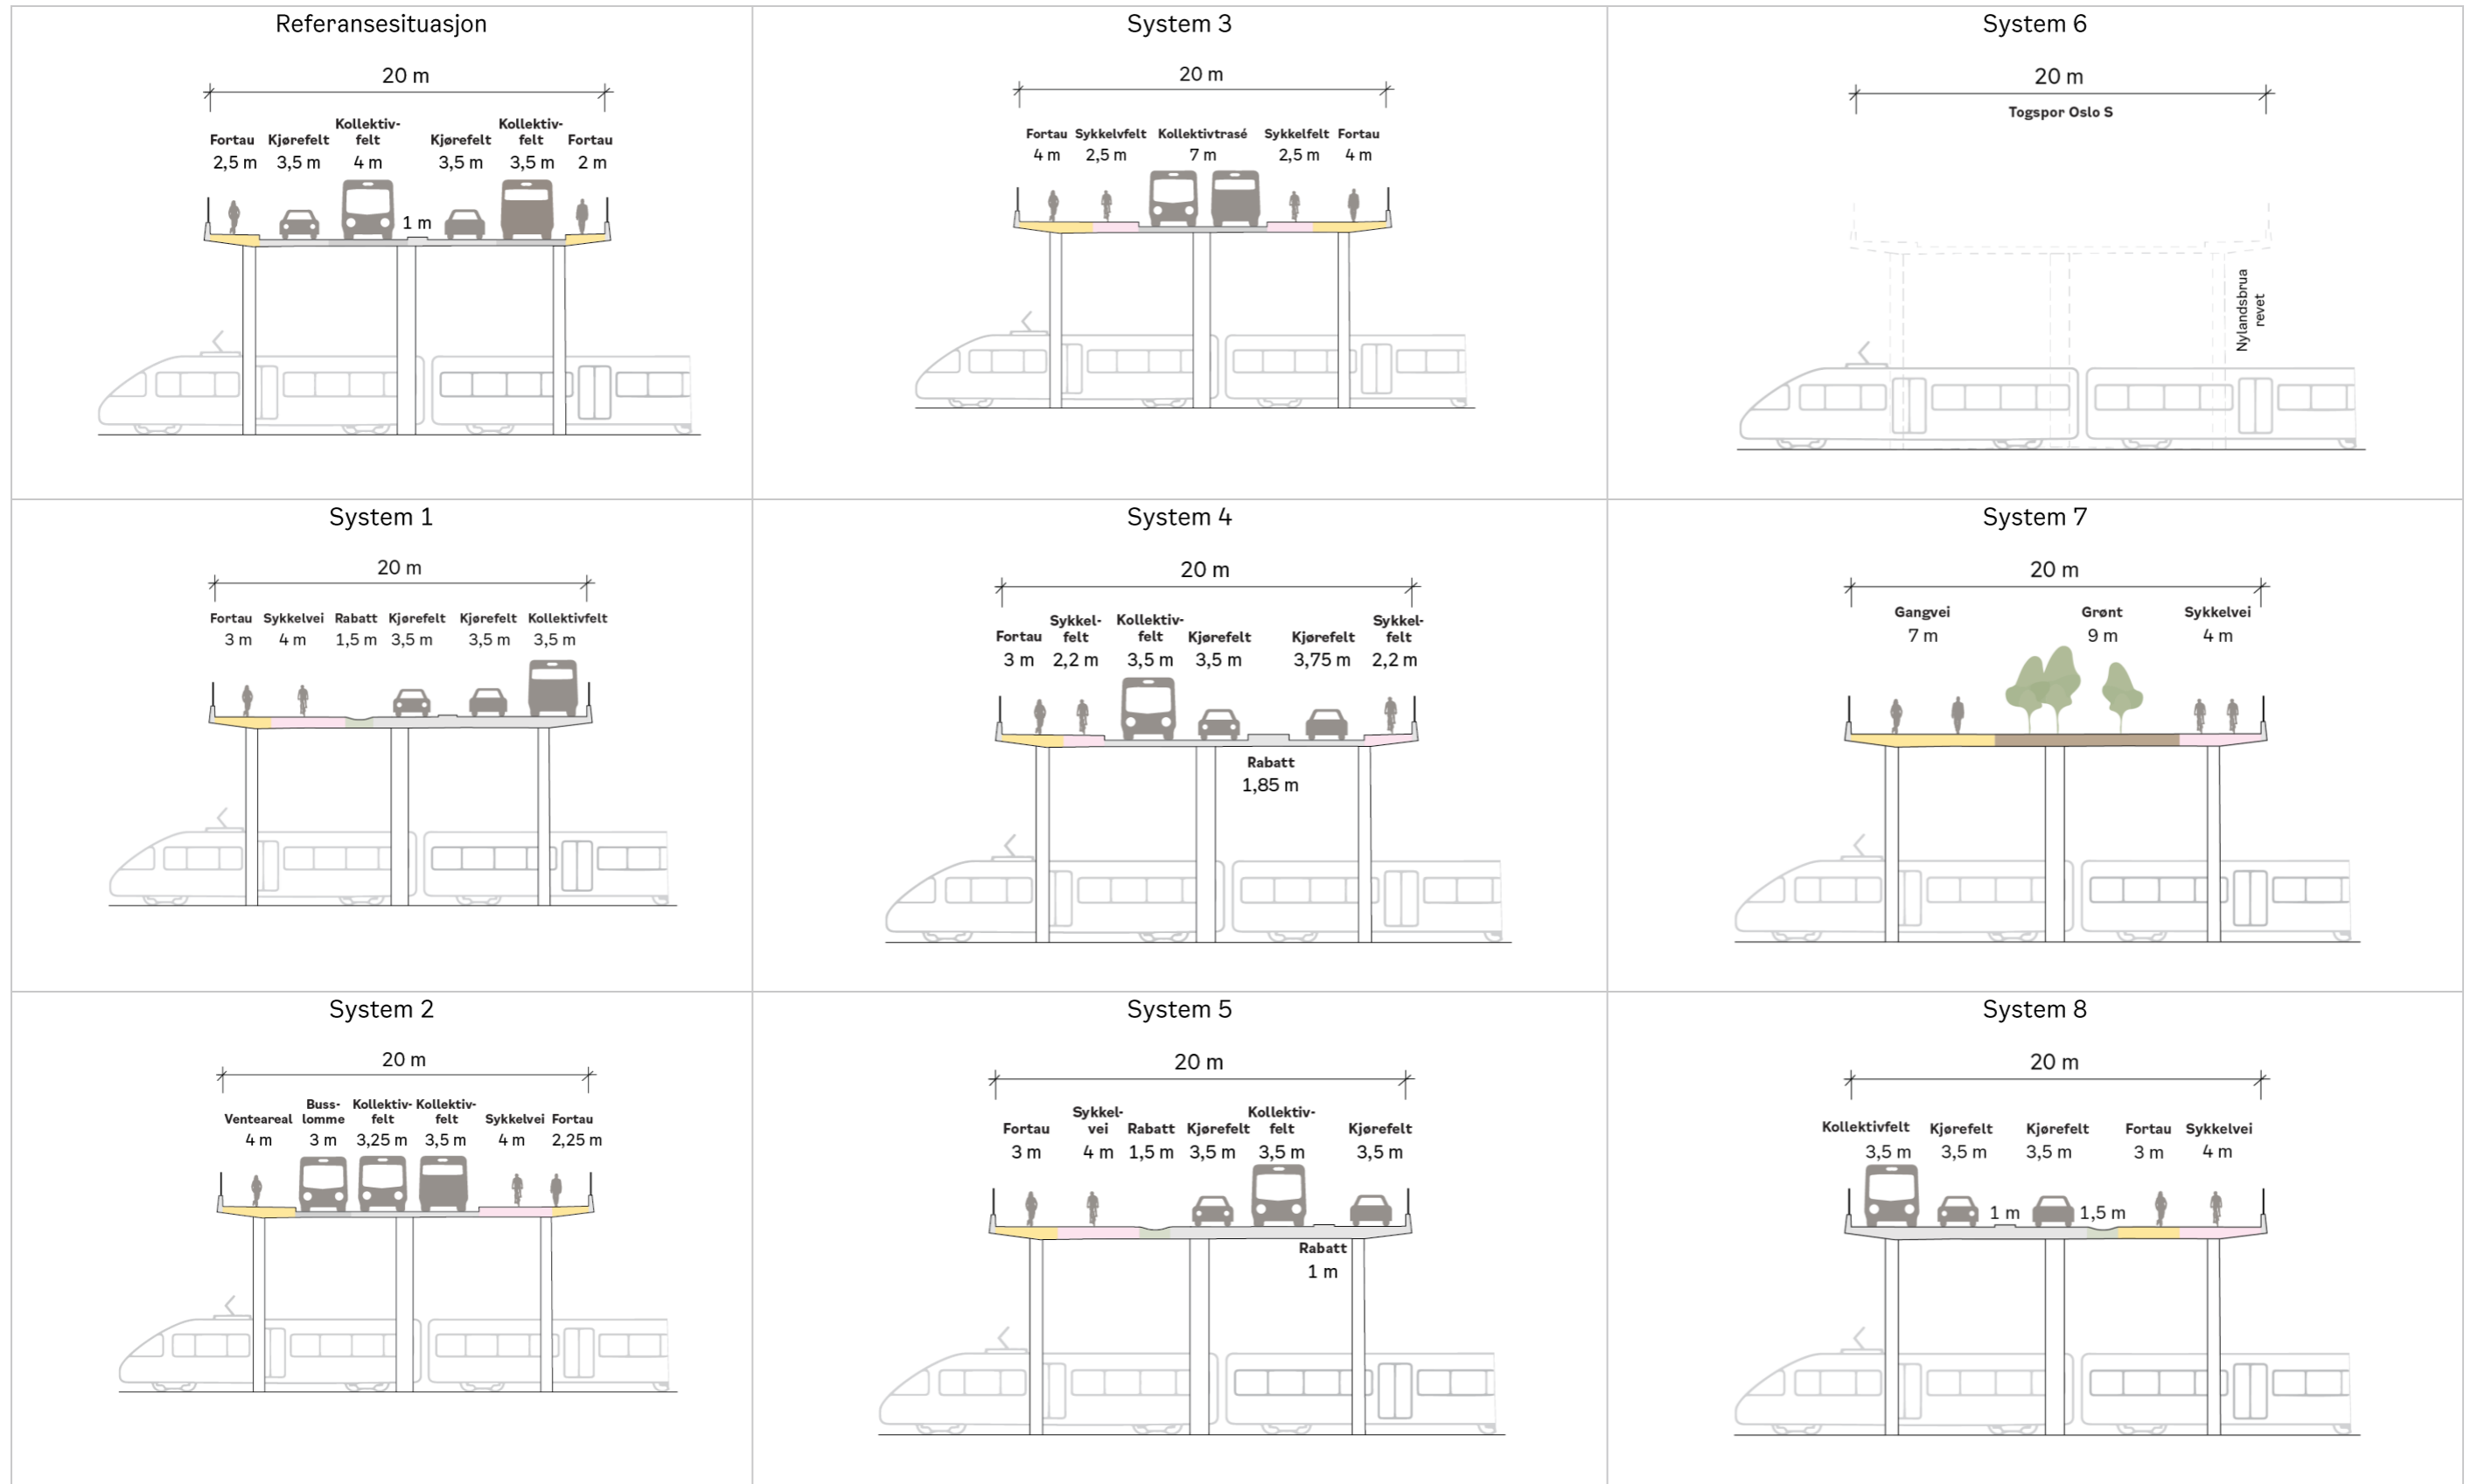 Referansesituasjon
20 m
Fortau Kjørefelt Kollektiv-felt Kjørefelt Kollektiv-felt Fortau
2,5 m 3,5 m 4 m 3,5 m 3,5 m 2 m
1 m
System 3
20 m
Fortau Sykkelvfelt Kollektivtrasé Sykkelfelt Fortau
4 m 2,5 m 7 m 2,5 m 4 m
System 6
20 m
Togspor Oslo S
Nylandsbrua
revet
System 1
20 m
Fortau Sykkelvei Rabatt Kjørefelt Kjørefelt Kollektivfelt
3 m 4 m 1,5 m 3,5 m 3,5 m 3,5 m
System 4
20 m
Fortau Sykkel-felt Kollektiv-felt Kjørefelt Kjørefelt Sykkel-felt
3 m 2,2 m 3,5 m 3,5 m 3,75 m 2,2 m
Rabatt
1,85 m
System 7
20 m
Gangvei Grønt Sykkelvei
7 m 9 m 4 m
System 2
20 m
Venteareal Buss-lomme Kollektiv-felt Kollektiv-felt Sykkelvei Fortau
4 m 3 m 3,25 m 3,5 m 4 m 2,25 m
System 5
20 m
Fortau Sykkel-vei Rabatt Kjørefelt Kollektiv-felt Kjørefelt
3 m 4 m 1,5 m 3,5 m 3,5 m 3,5 m
Rabatt
1 m
System 8
20 m
Kollektivfelt Kjørefelt Kjørefelt Fortau Sykkelvei
3,5 m 3,5 m 3,5 m 3 m 4 m
1 m 1,5 m